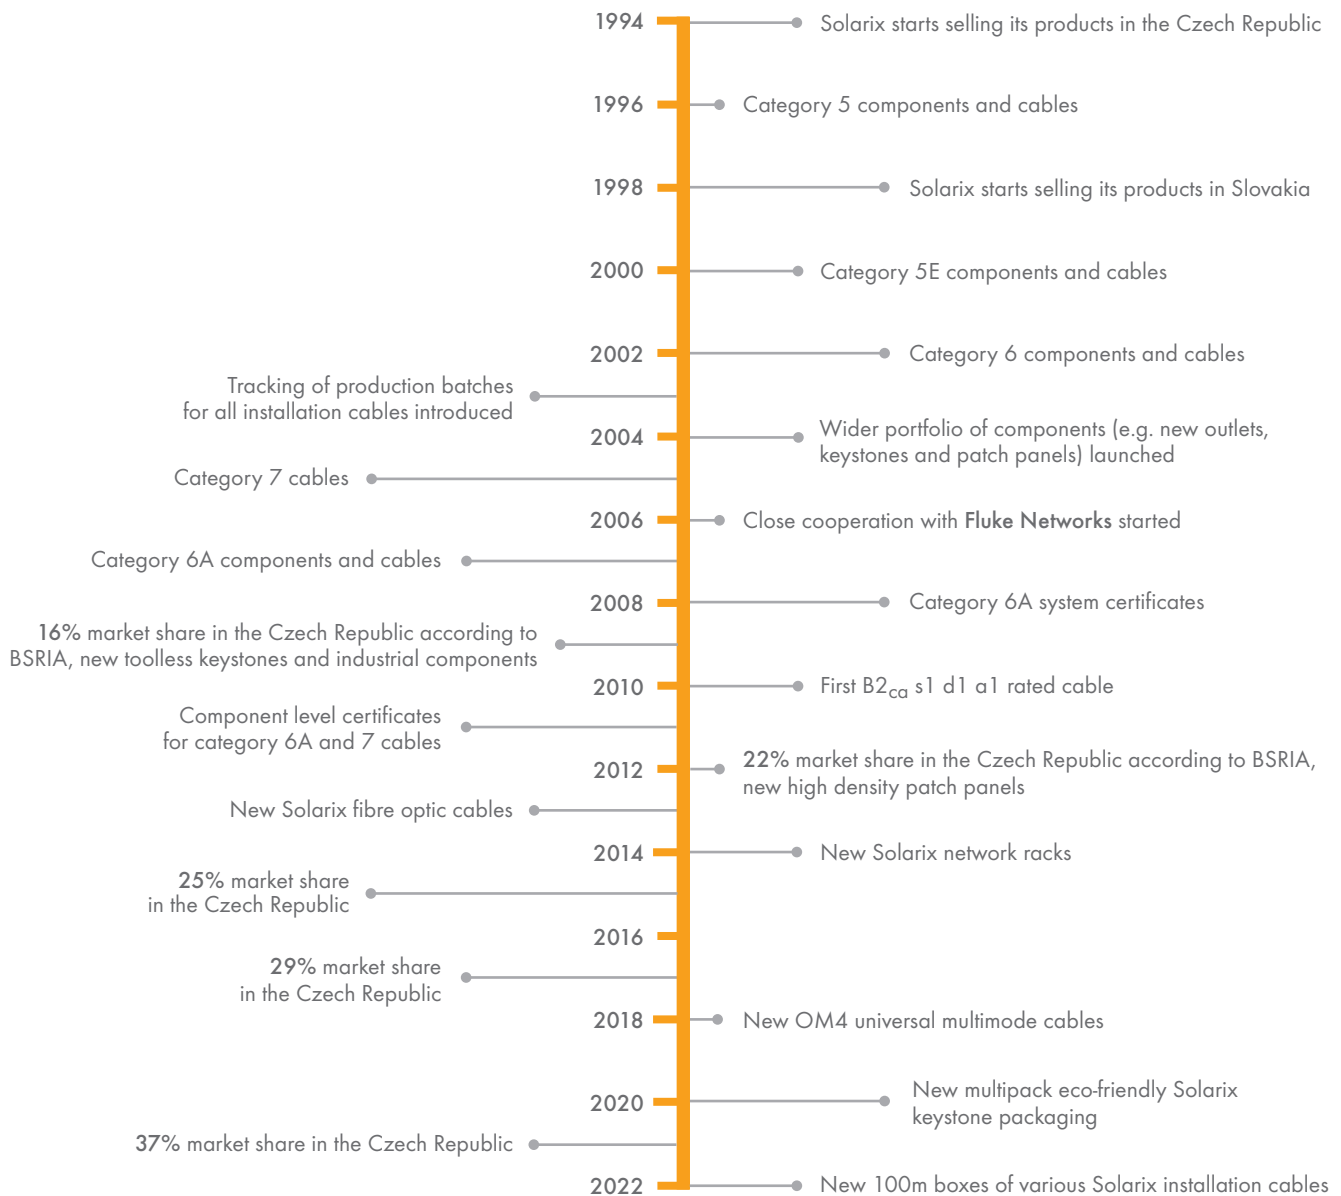 1994
Solarix starts selling its products in the Czech Republic
1996
Category 5 components and cables
1998
Solarix starts selling its products in Slovakia
2000
Category 5E components and cables
2002
Category 6 components and cables
Tracking of production batches
for all installation cables introduced
2004
Wider portfolio of components (e.g. new outlets,
keystones and patch panels) launched
Category 7 cables
2006
Close cooperation with Fluke Networks started
Category 6A components and cables
2008
Category 6A system certificates
16% market share in the Czech Republic according to
BSRIA, new toolless keystones and industrial components
2010
First B2ca s1 d1 a1 rated cable
Component level certificates
for category 6A and 7 cables
2012
22% market share in the Czech Republic according to BSRIA,
new high density patch panels
New Solarix fibre optic cables
2014
New Solarix network racks
25% market share
in the Czech Republic
2016
29% market share
in the Czech Republic
2018
New OM4 universal multimode cables
2020
New multipack eco-friendly Solarix
keystone packaging
37% market share in the Czech Republic
2022
New 100m boxes of various Solarix installation cables